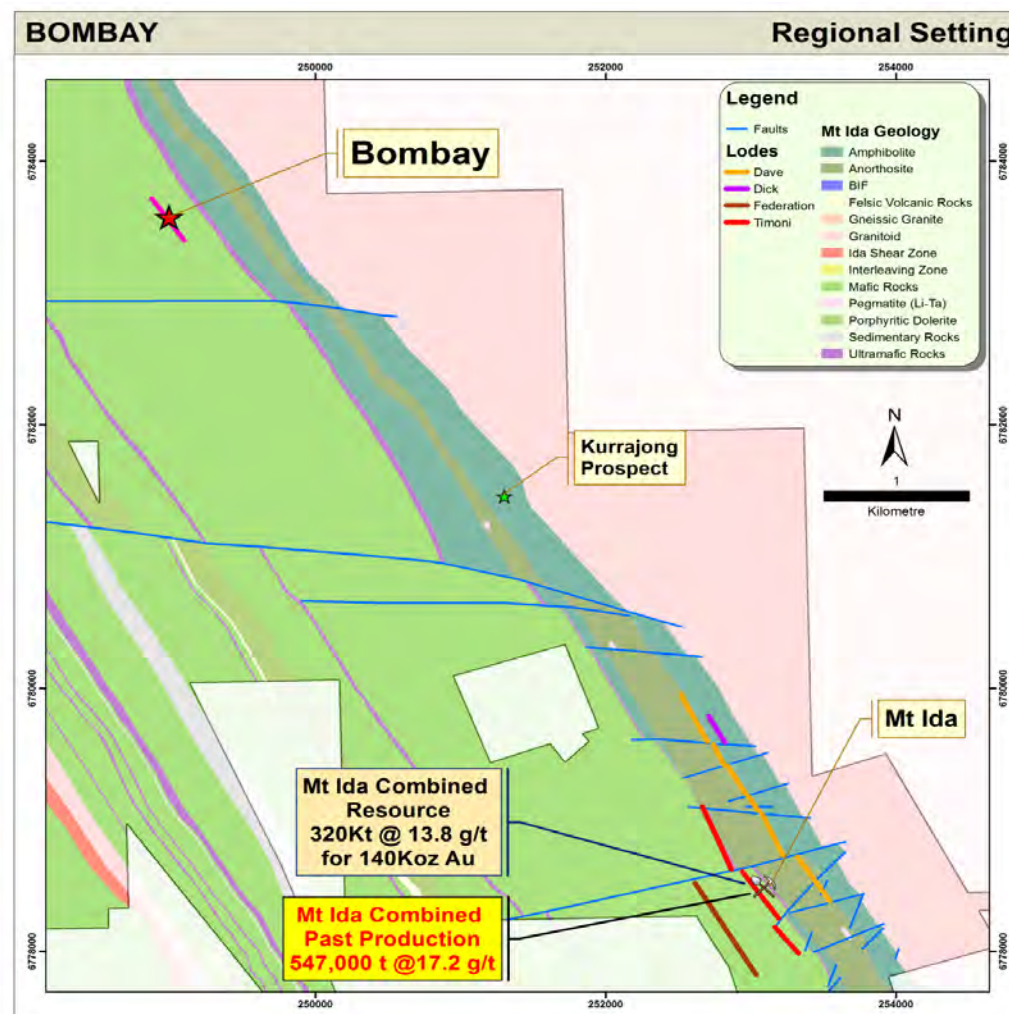 BOMBAY
Regional Setting
250000
252000
254000
6784000
6784000
Bombay
Legend
Faults
Lodes
Dave
Dick
Federation
Timoni
Mt Ida Geology
Amphibolite
Anorthosite
BIF
Felsic Volcanic Rocks
Gneissic Granite
Granitoid
Ida Shear Zone
Interleaving Zone
Mafic Rocks
Pegmatite (Li-Ta)
Porphyritic Dolerite
Sedimentary Rocks
Ultramafic Rocks
6782000
6782000
N
1
Kilometre
Kurrajong
Prospect
6780000
6780000
Mt Ida
Mt Ida Combined
Resource
320Kt @ 13.8 g/t
for 140Koz Au
Mt Ida Combined
Past Production
547,000 t @17.2 g/t
6778000
6778000
250000
252000
254000